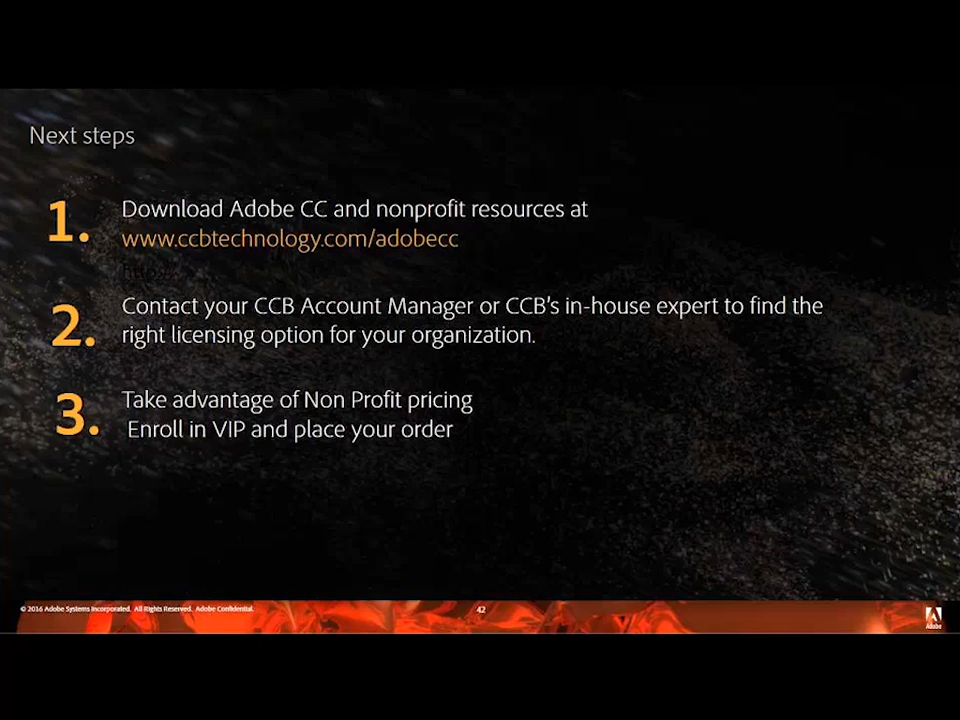 Next steps
1.
Download Adobe CC and nonprofit resources at
www.ccbtechnology.com/adobecc
2.
Contact your CCB Account Manager or CCB's in-house expert to find the
right licensing option for your organization.
3.
Take advantage of Non Profit pricing
Enroll in VIP and place your order
© 2016 Adobe Systems Incorporated. All Rights Reserved. Adobe Confidential.
42
Adobe